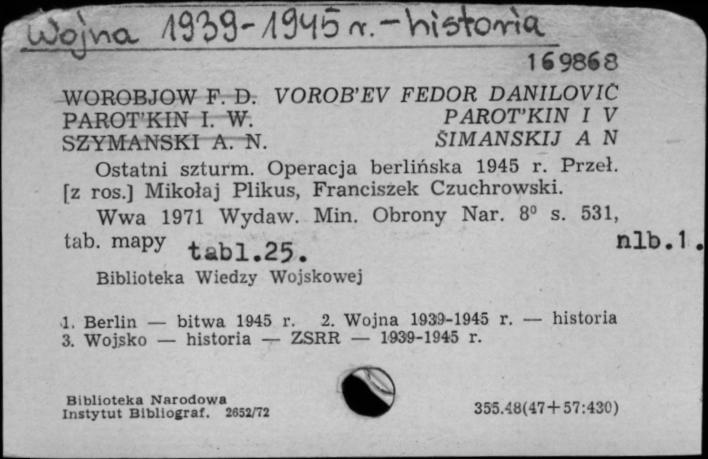 Wojna 1939-1945 r. - historia
169868
WOROBJOW F. D. VOROB'EV FEDOR DANILOVIČ
PAROT'KIN I. W. PAROT'KIN I V
SZYMANSKI A. N. ŠIMANSKIJ A N
Ostatni szturm. Operacja berlińska 1945 r. Przeł.
[z ros.] Mikołaj Plikus, Franciszek Czuchrowski.
Wwa 1971 Wydaw. Min. Obrony Nar. 8⁰ s. 531,
tab. mapy tabl.25. nlb.1.
Biblioteka Wiedzy Wojskowej
1. Berlin — bitwa 1945 r. 2. Wojna 1939-1945 r. — historia
3. Wojsko — historia — ZSRR — 1939-1945 r.
Biblioteka Narodowa
Instytut Bibliograf. 2652/72 355.48(47+57:430)